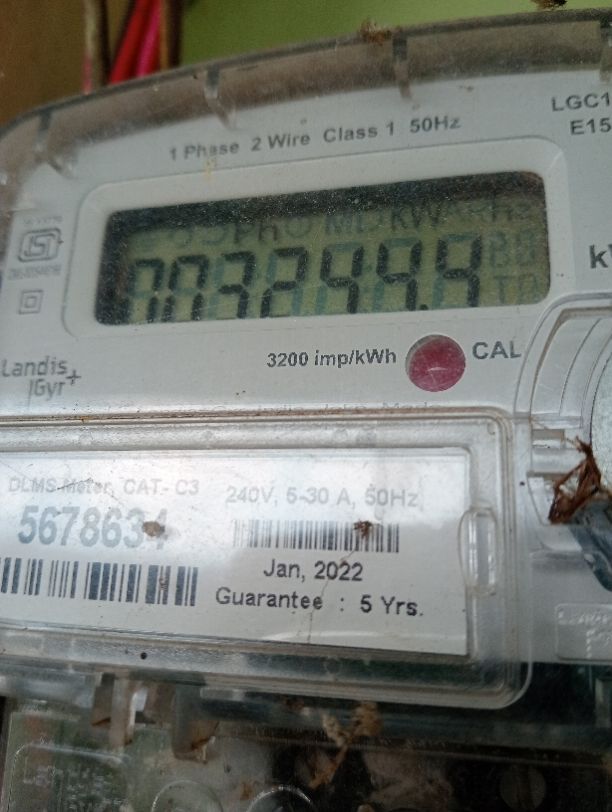 LGC1
E15
1 Phase 2 Wire Class 1 50Hz
003244.4
3200 imp/kWh
CAL
Landis
Gyr+
DLMS Meter, CAT.- C3
240V, 5-30 A, 50Hz
5678634
Jan, 2022
Guarantee : 5 Yrs.